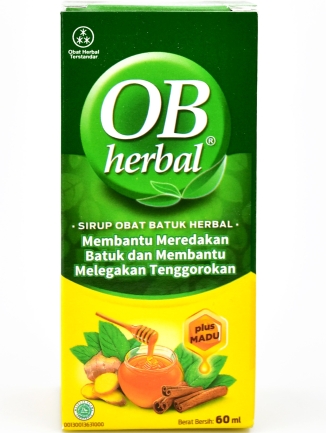 Obat Herbal
Terstandar
OB
herbal®
• SIRUP OBAT BATUK HERBAL •
Membantu Meredakan
Batuk dan Membantu
Melegakan Tenggorokan
plus
MADU
Berat Bersih: 60 ml